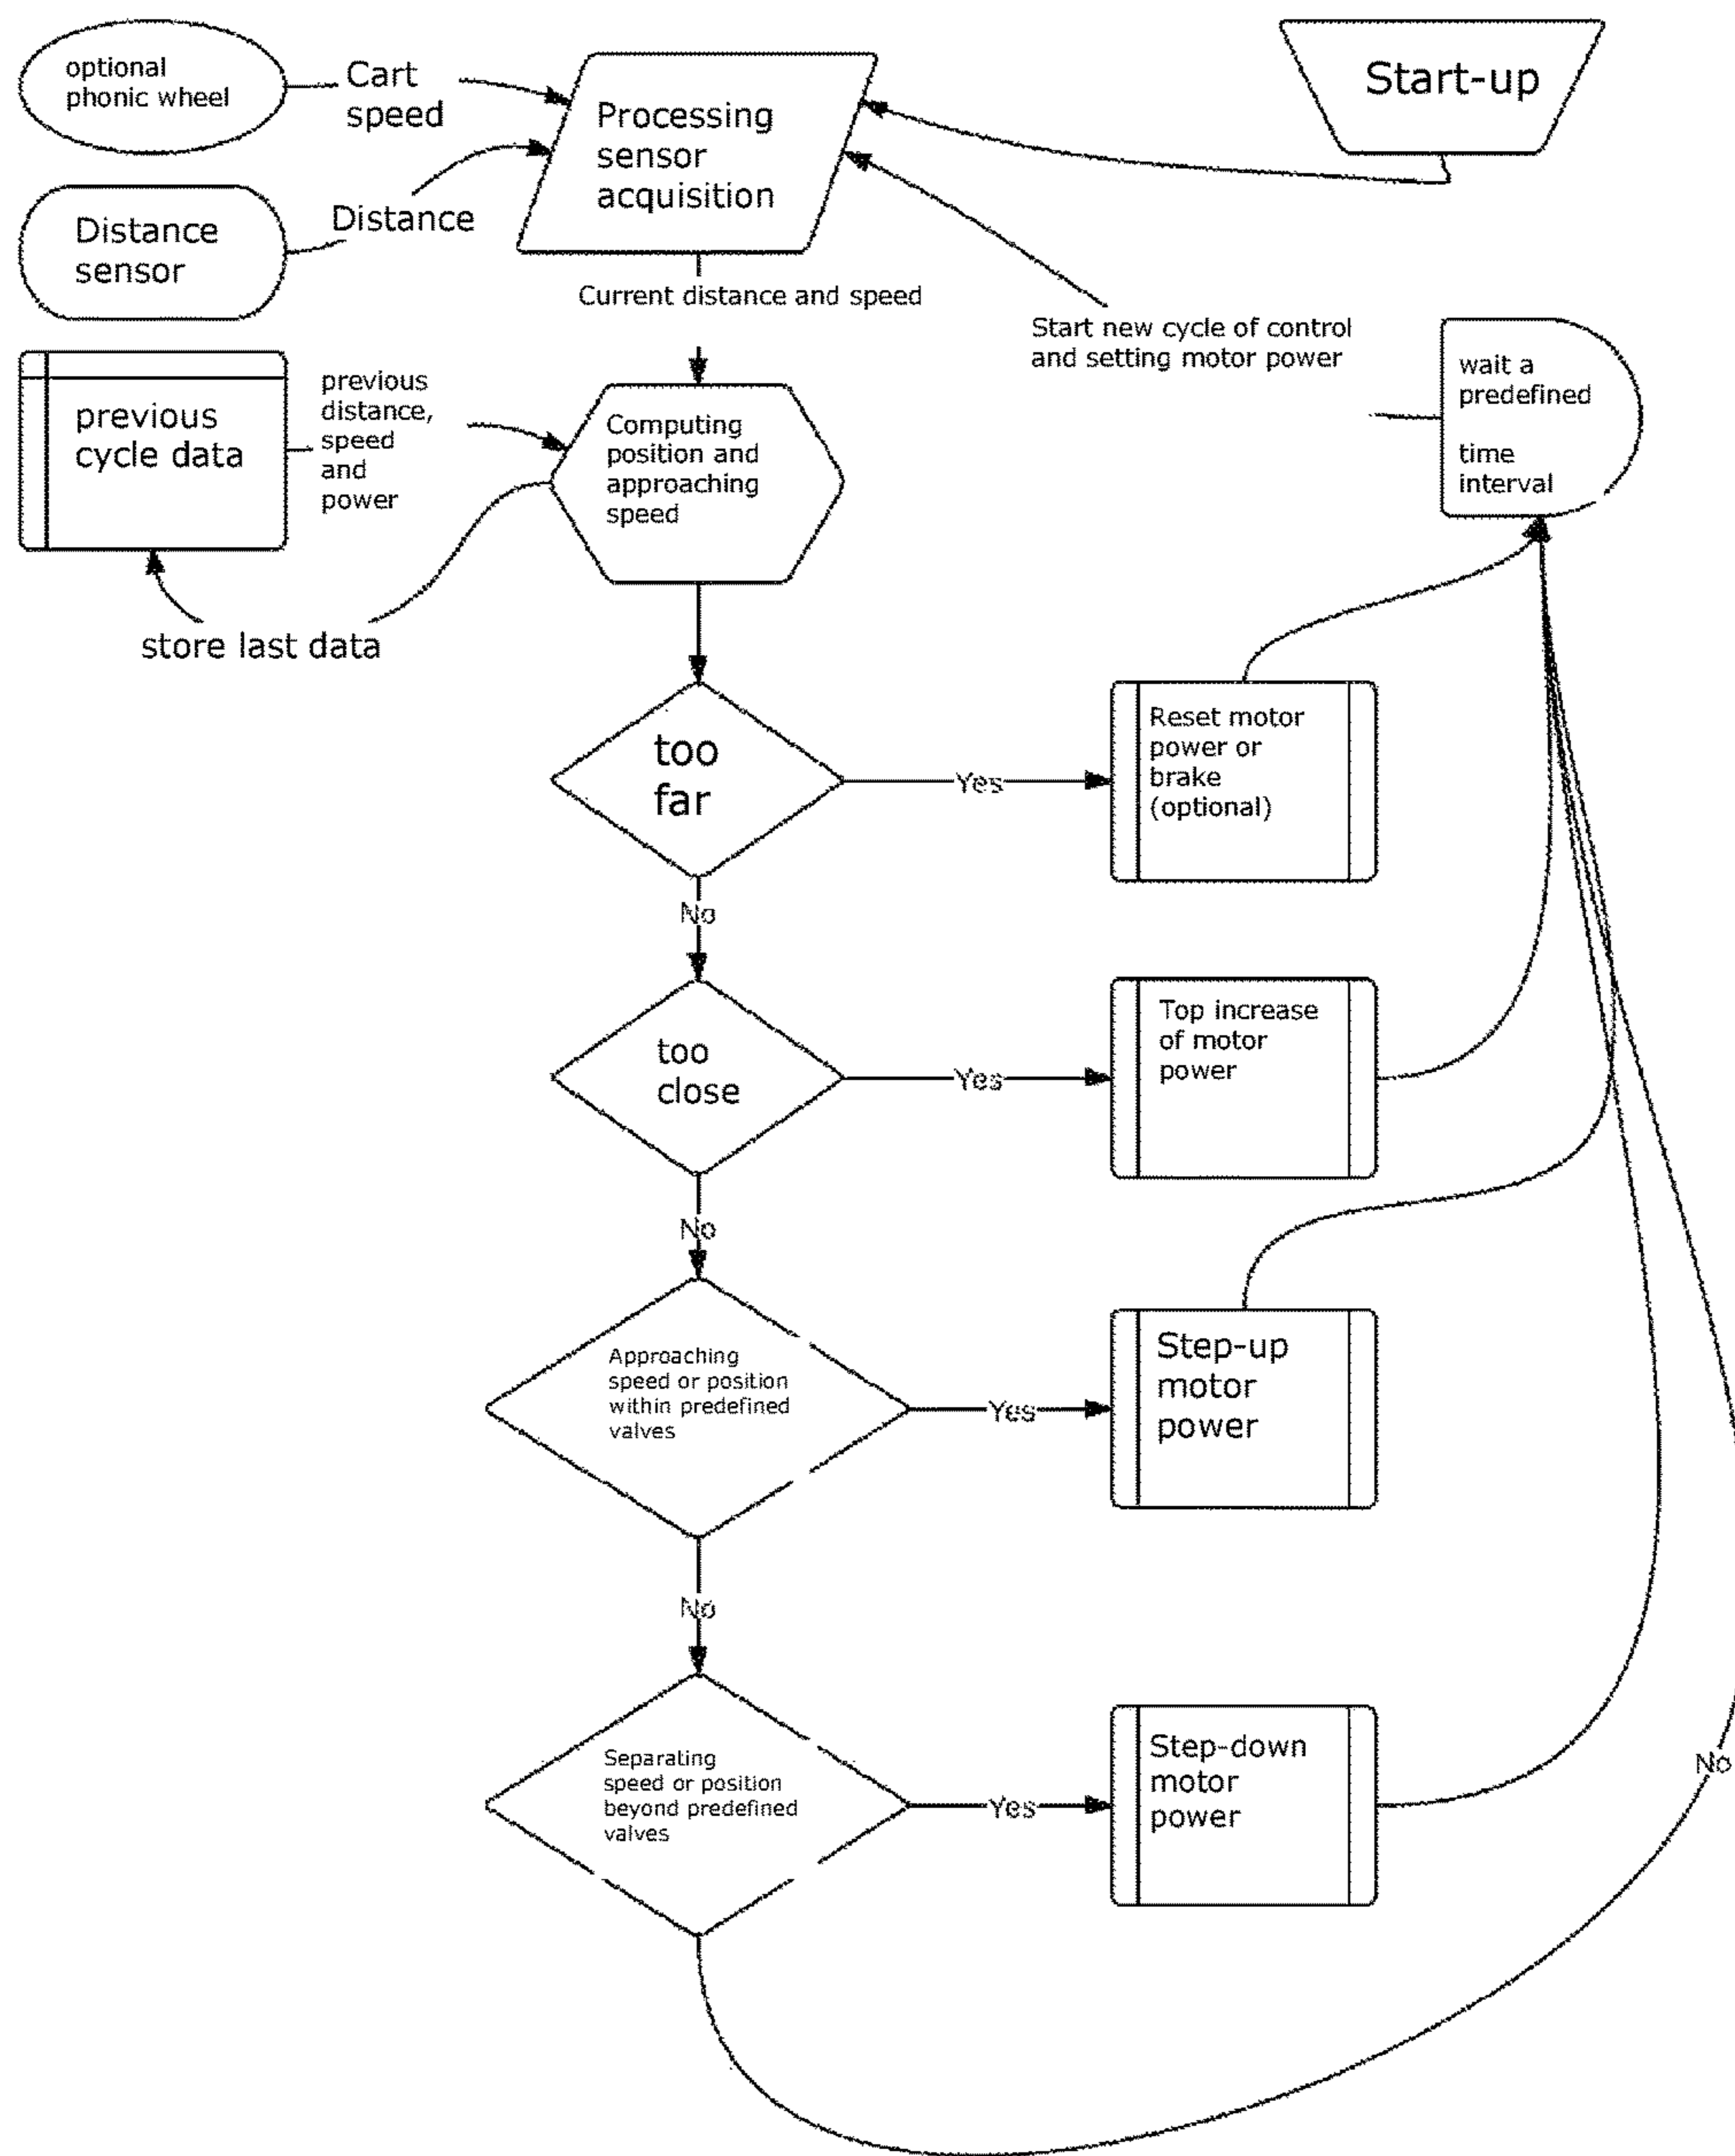 optional
phonic wheel
Cart
speed
Processing
sensor
acquisition
Start-up
Distance
sensor
Distance
Current distance and speed
Start new cycle of control
and setting motor power
wait a
predefined
time
interval
previous
cycle data
previous
distance,
speed
and
power
Computing
position and
approaching
speed
store last data
too
far
Yes
Reset motor
power or
brake
(optional)
No
too
close
Yes
Top increase
of motor
power
No
Approaching
speed or position
within predefined
valves
Yes
Step-up
motor
power
No
Separating
speed or position
beyond predefined
valves
Yes
Step-down
motor
power
No